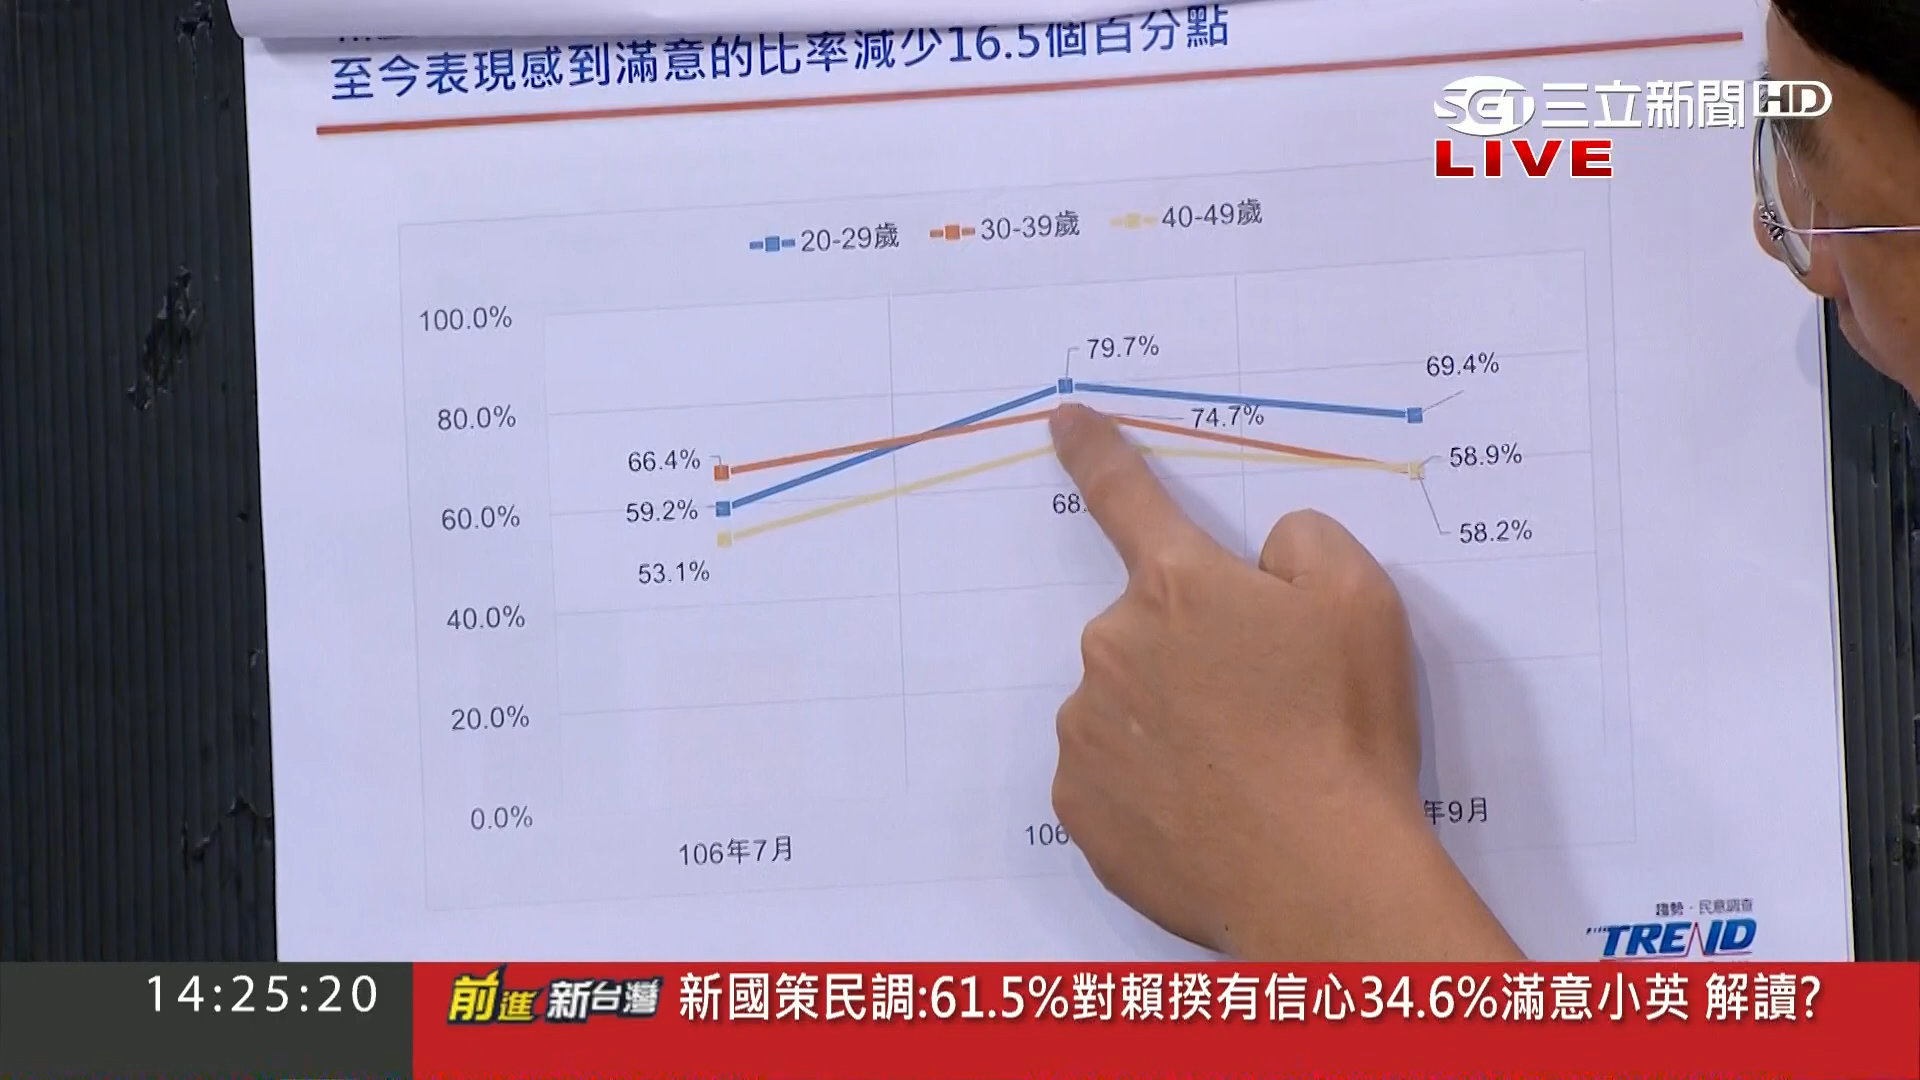 至今表現感到滿意的比率減少16.5個百分點
SET三立新聞HD
LIVE
20-29歲 30-39歲 40-49歲
100.0%
80.0%
60.0%
40.0%
20.0%
0.0%
79.7%
69.4%
74.7%
66.4%
58.9%
59.2%
68.
58.2%
53.1%
106年7月
106
年9月
趨勢·民意調查
TREND
14:25:20
前進新台灣
新國策民調:61.5%對賴揆有信心34.6%滿意小英 解讀?